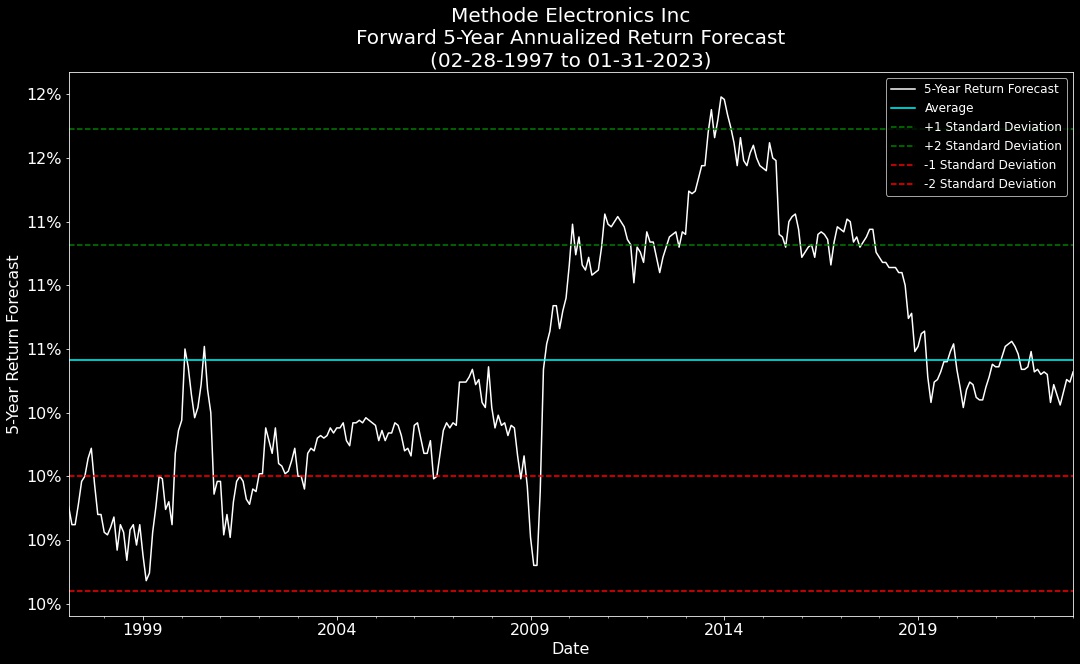 Methode Electronics Inc
Forward 5-Year Annualized Return Forecast
(02-28-1997 to 01-31-2023)
5-Year Return Forecast
Average
+1 Standard Deviation
+2 Standard Deviation
-1 Standard Deviation
-2 Standard Deviation
12%
12%
11%
11%
11%
10%
10%
10%
10%
5-Year Return Forecast
1999
2004
2009
2014
2019
Date